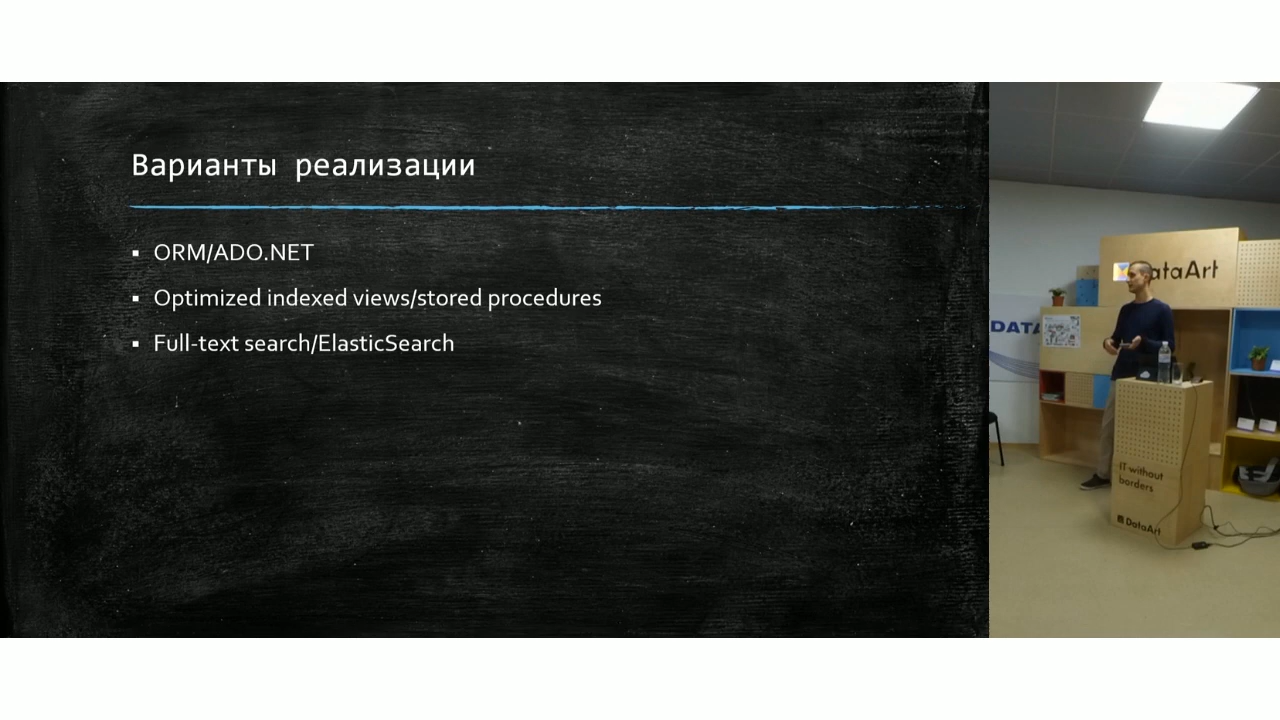 Варианты реализации
ORM/ADO.NET
Optimized indexed views/stored procedures
Full-text search/ElasticSearch
DataArt
DATA
IT without
borders
DataArt